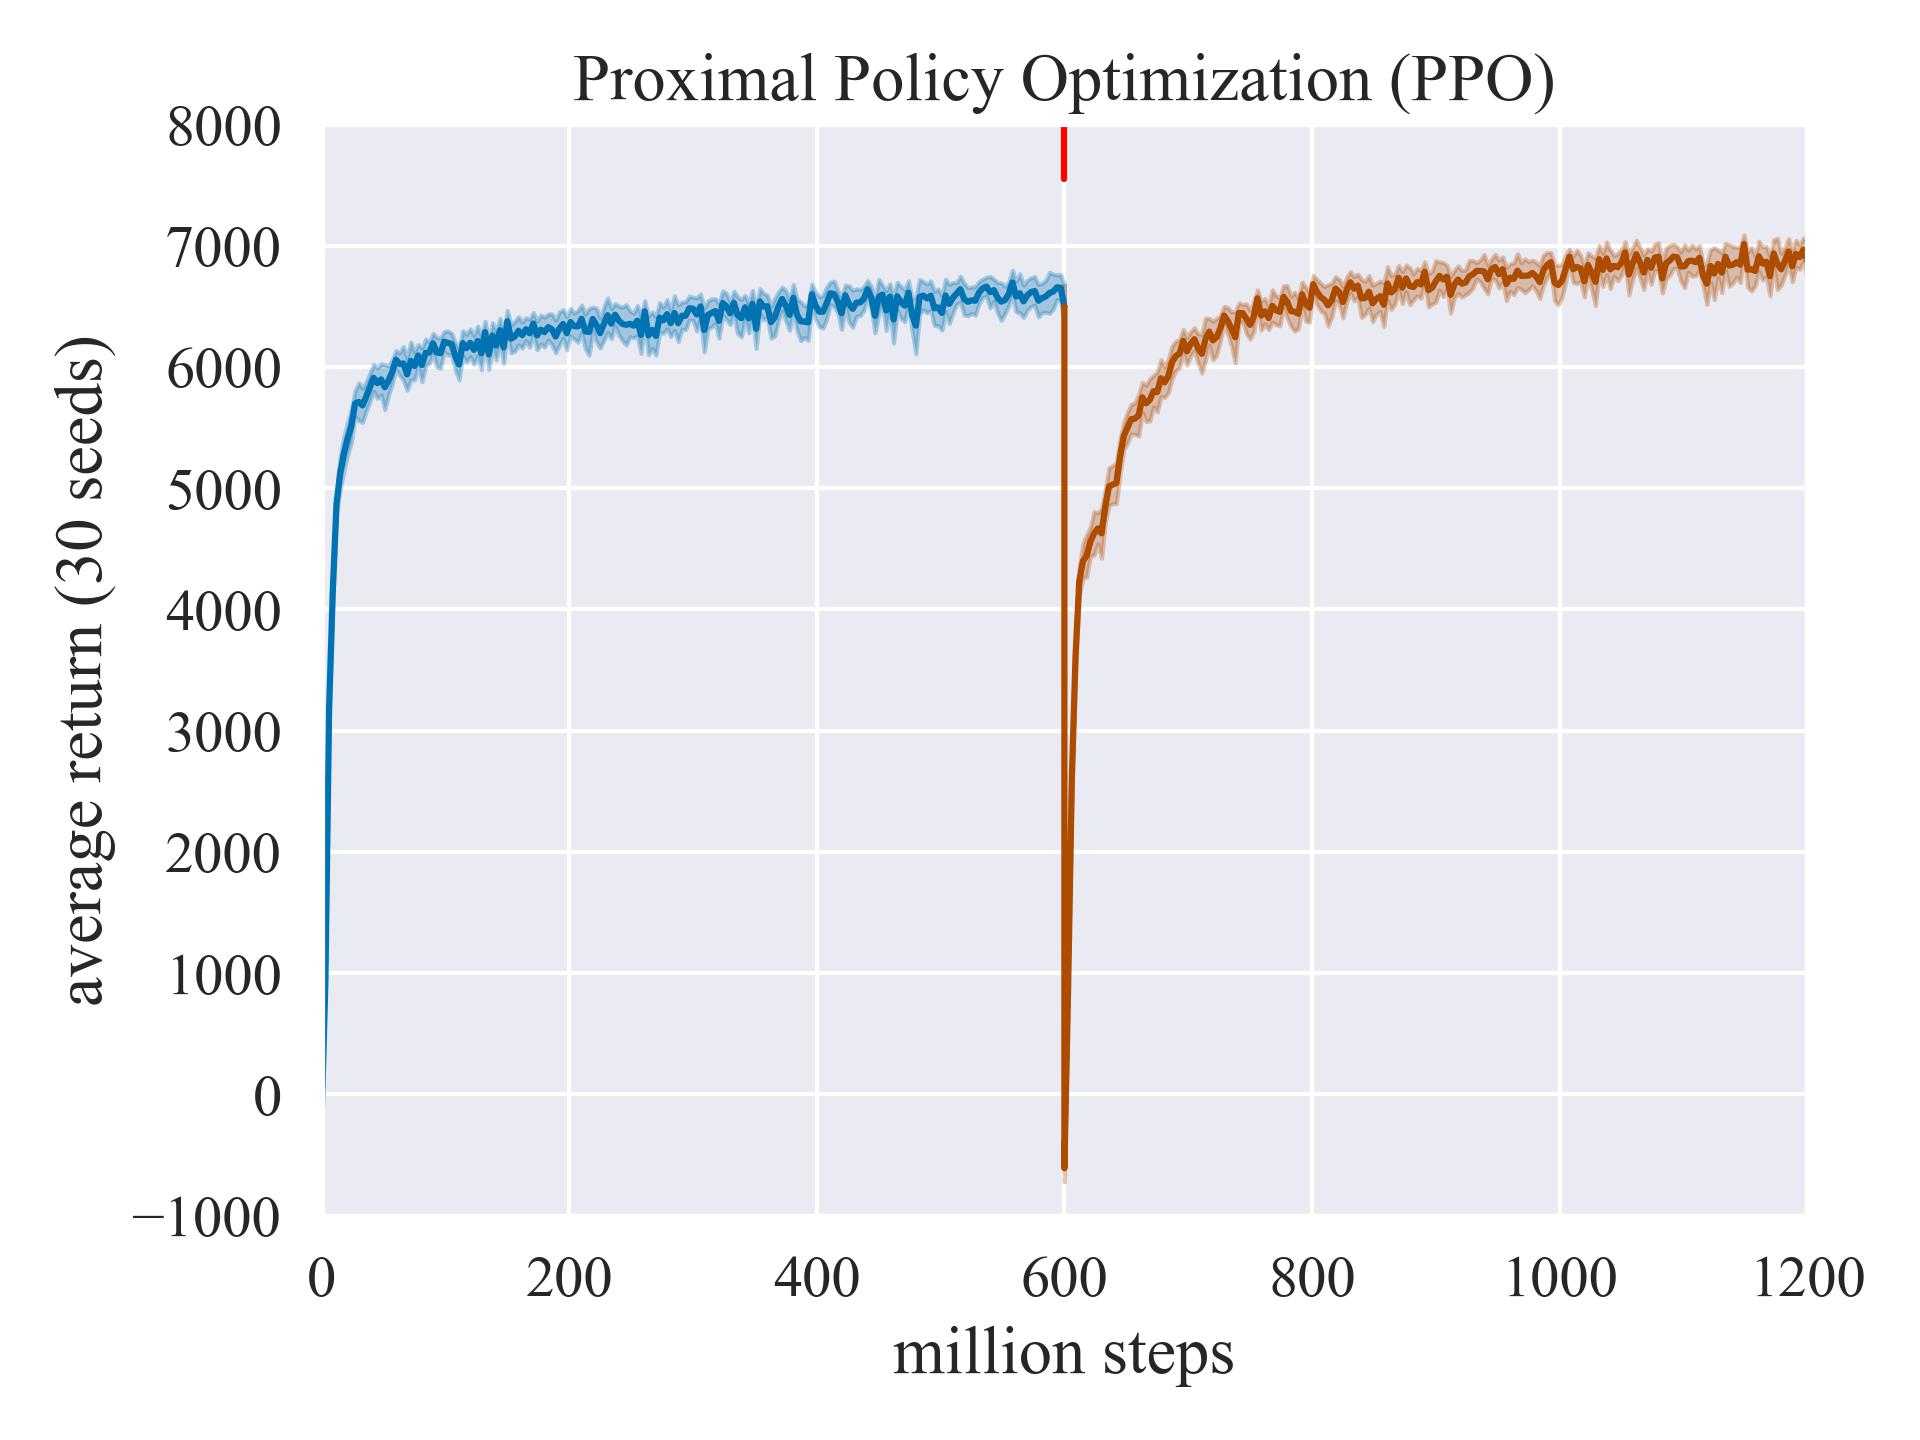 Proximal Policy Optimization (PPO)
8000
7000
6000
5000
4000
3000
2000
1000
0
−1000
average return (30 seeds)
0 200 400 600 800 1000 1200
million steps